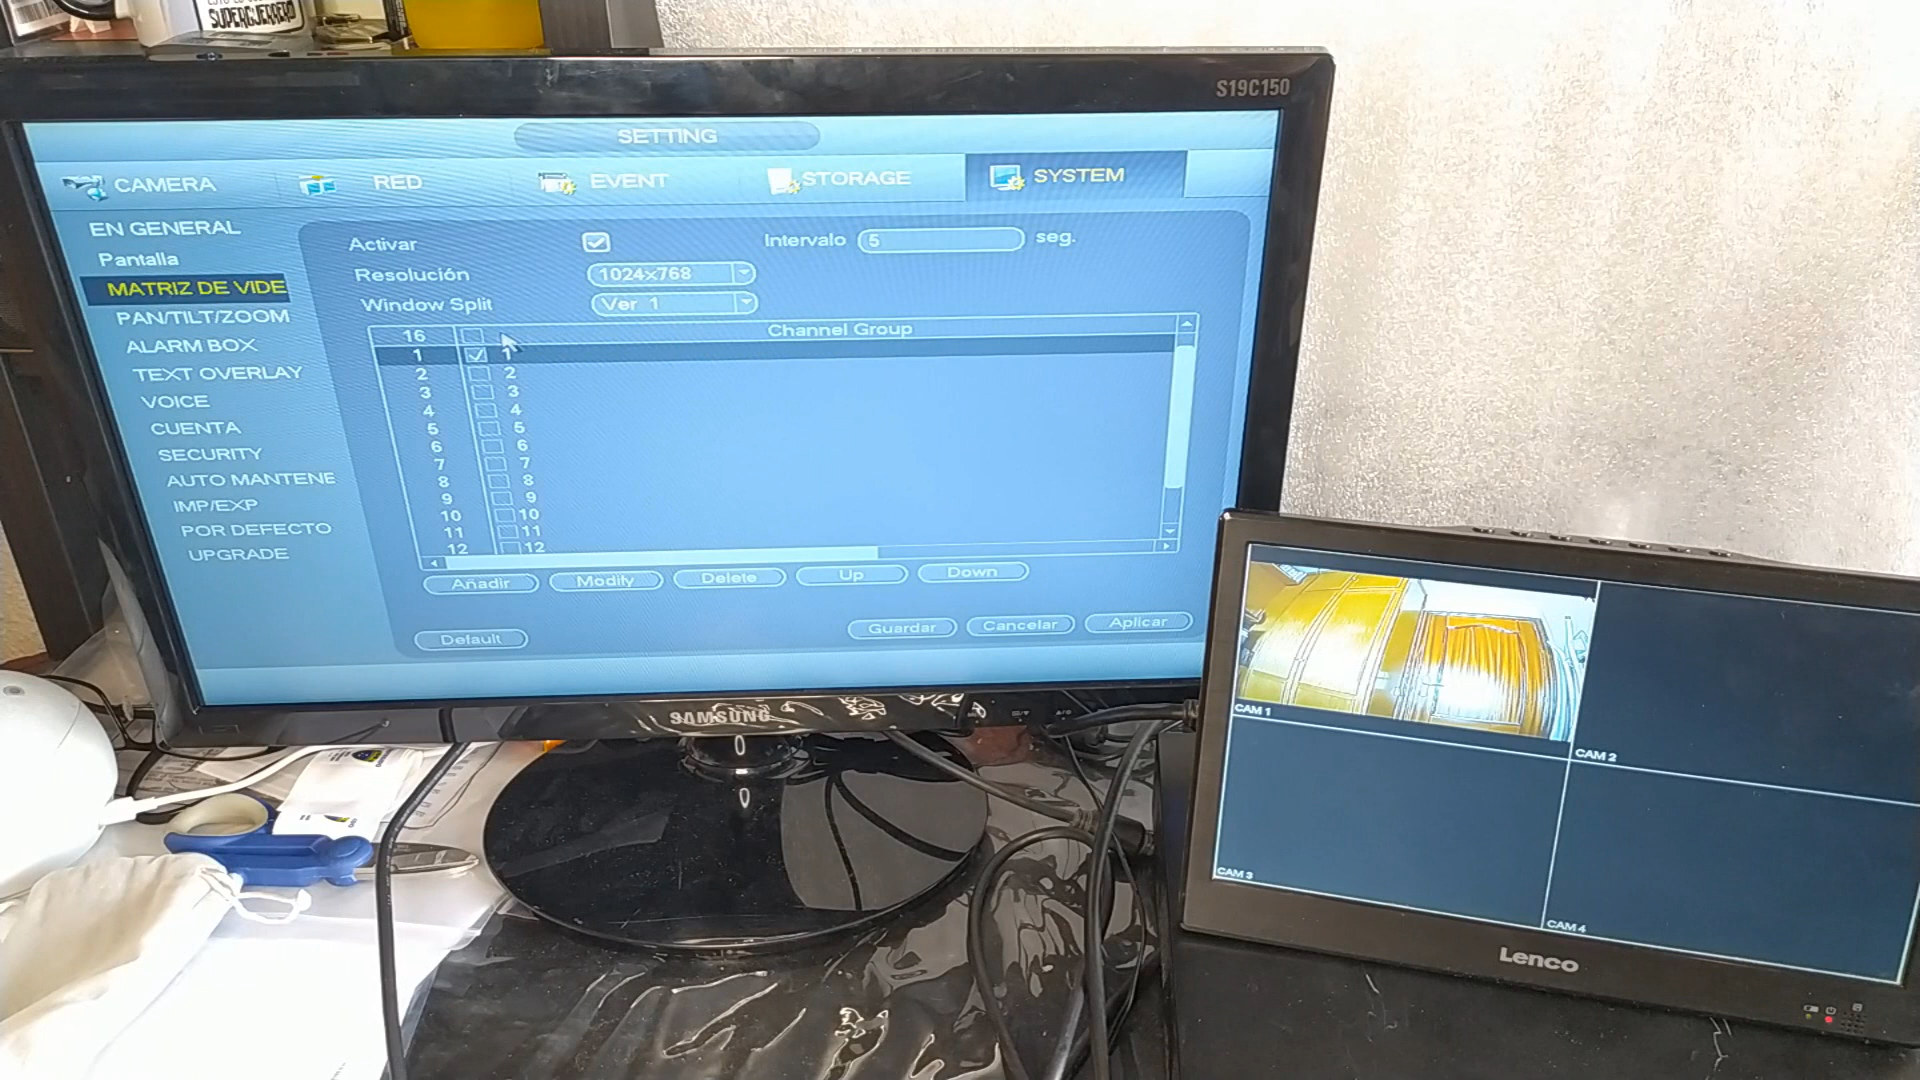 SUPERGUERRERO
S19C150
SETTING
CAMERA RED EVENT STORAGE SYSTEM
EN GENERAL
Pantalla
MATRIZ DE VIDE
PAN/TILT/ZOOM
ALARM BOX
TEXT OVERLAY
VOICE
CUENTA
SECURITY
AUTO MANTENE
IMP/EXP
POR DEFECTO
UPGRADE
Activar Intervalo 5 seg.
Resolución 1024x768
Window Split Ver 1
16 Channel Group
1 1
2 2
3 3
4 4
5 5
6 6
7 7
8 8
9 9
10 10
11 11
12 12
Añadir Modify Delete Up Down
Default Guardar Cancelar Aplicar
SAMSUNG
CAM 1
CAM 2
CAM 3
CAM 4
Lenco